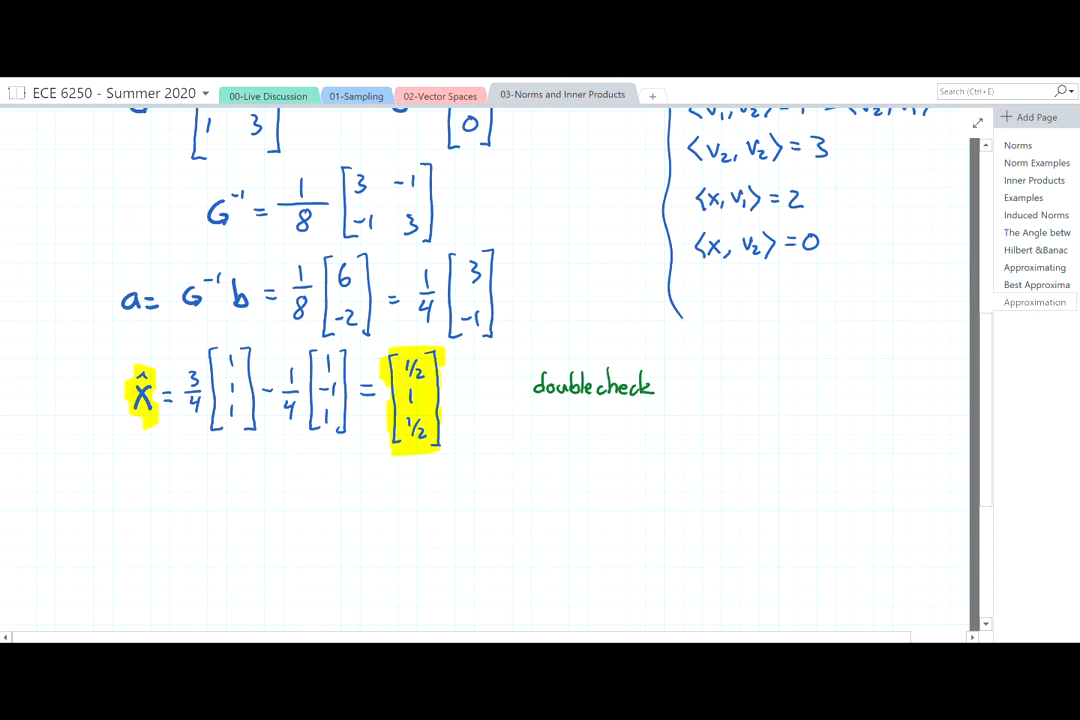 ECE 6250 - Summer 2020
00-Live Discussion
01-Sampling
02-Vector Spaces
03-Norms and Inner Products
Search (Ctrl+E)
Add Page
Norms
Norm Examples
Inner Products
Examples
Induced Norms
The Angle betw
Hilbert &Banac
Approximating
Best Approxima
Approximation
1 3
0
⟨v₂, v₂⟩ = 3
⟨x, v₁⟩ = 2
⟨x, v₂⟩ = 0
G⁻¹ = 1/8 [3 -1; -1 3]
a = G⁻¹ b = 1/8 [6; -2] = 1/4 [3; -1]
x̂ = 3/4 [1; 1; 1] - 1/4 [1; -1; 1] = [1/2; 1; 1/2]
double check